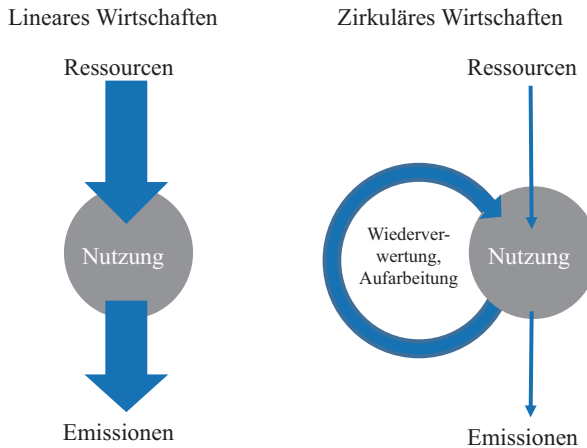 Lineares Wirtschaften
Ressourcen
Nutzung
Emissionen
Zirkuläres Wirtschaften
Ressourcen
Wiederver-
wertung,
Aufarbeitung
Nutzung
Emissionen